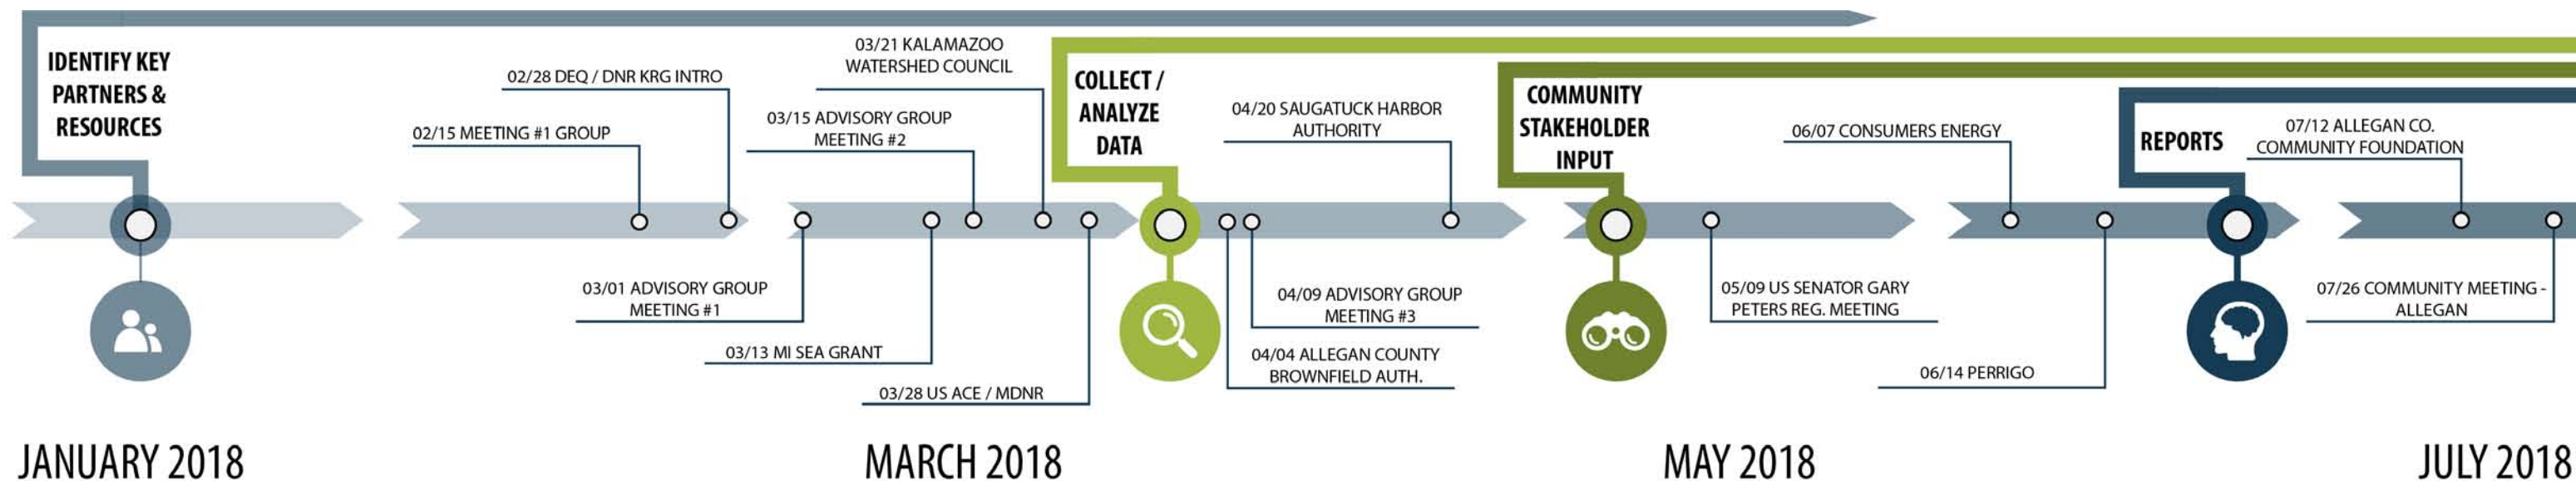 IDENTIFY KEY
PARTNERS &
RESOURCES
02/15 MEETING #1 GROUP
02/28 DEQ / DNR KRG INTRO
03/01 ADVISORY GROUP
MEETING #1
03/13 MI SEA GRANT
03/15 ADVISORY GROUP
MEETING #2
03/21 KALAMAZOO
WATERSHED COUNCIL
03/28 US ACE / MDNR
COLLECT /
ANALYZE
DATA
04/04 ALLEGAN COUNTY
BROWNFIELD AUTH.
04/09 ADVISORY GROUP
MEETING #3
04/20 SAUGATUCK HARBOR
AUTHORITY
COMMUNITY
STAKEHOLDER
INPUT
05/09 US SENATOR GARY
PETERS REG. MEETING
06/07 CONSUMERS ENERGY
06/14 PERRIGO
REPORTS
07/12 ALLEGAN CO.
COMMUNITY FOUNDATION
07/26 COMMUNITY MEETING -
ALLEGAN
JANUARY 2018
MARCH 2018
MAY 2018
JULY 2018